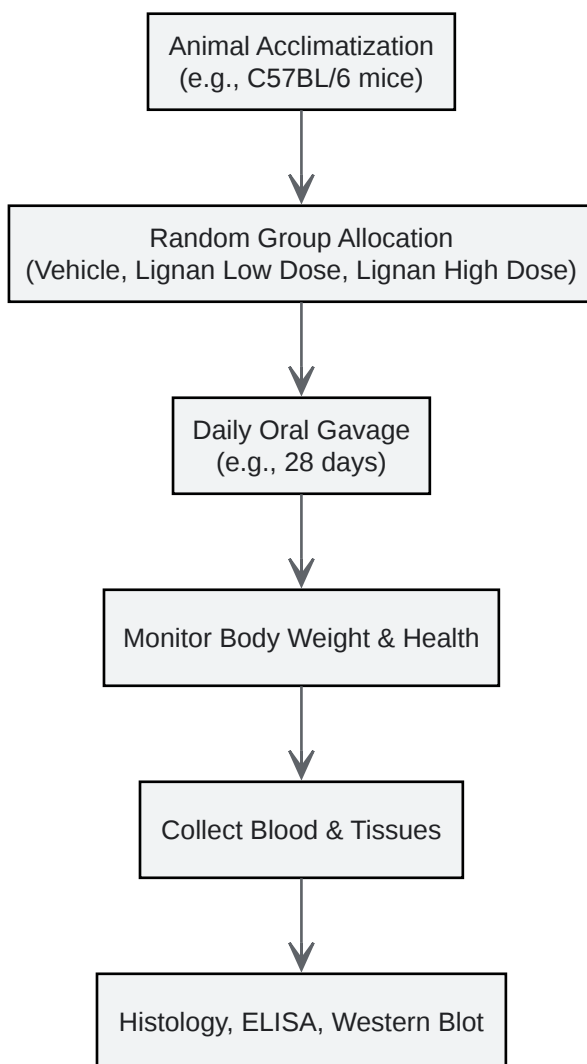 Animal Acclimatization
(e.g., C57BL/6 mice)
Random Group Allocation
(Vehicle, Lignan Low Dose, Lignan High Dose)
Daily Oral Gavage
(e.g., 28 days)
Monitor Body Weight & Health
Collect Blood & Tissues
Histology, ELISA, Western Blot